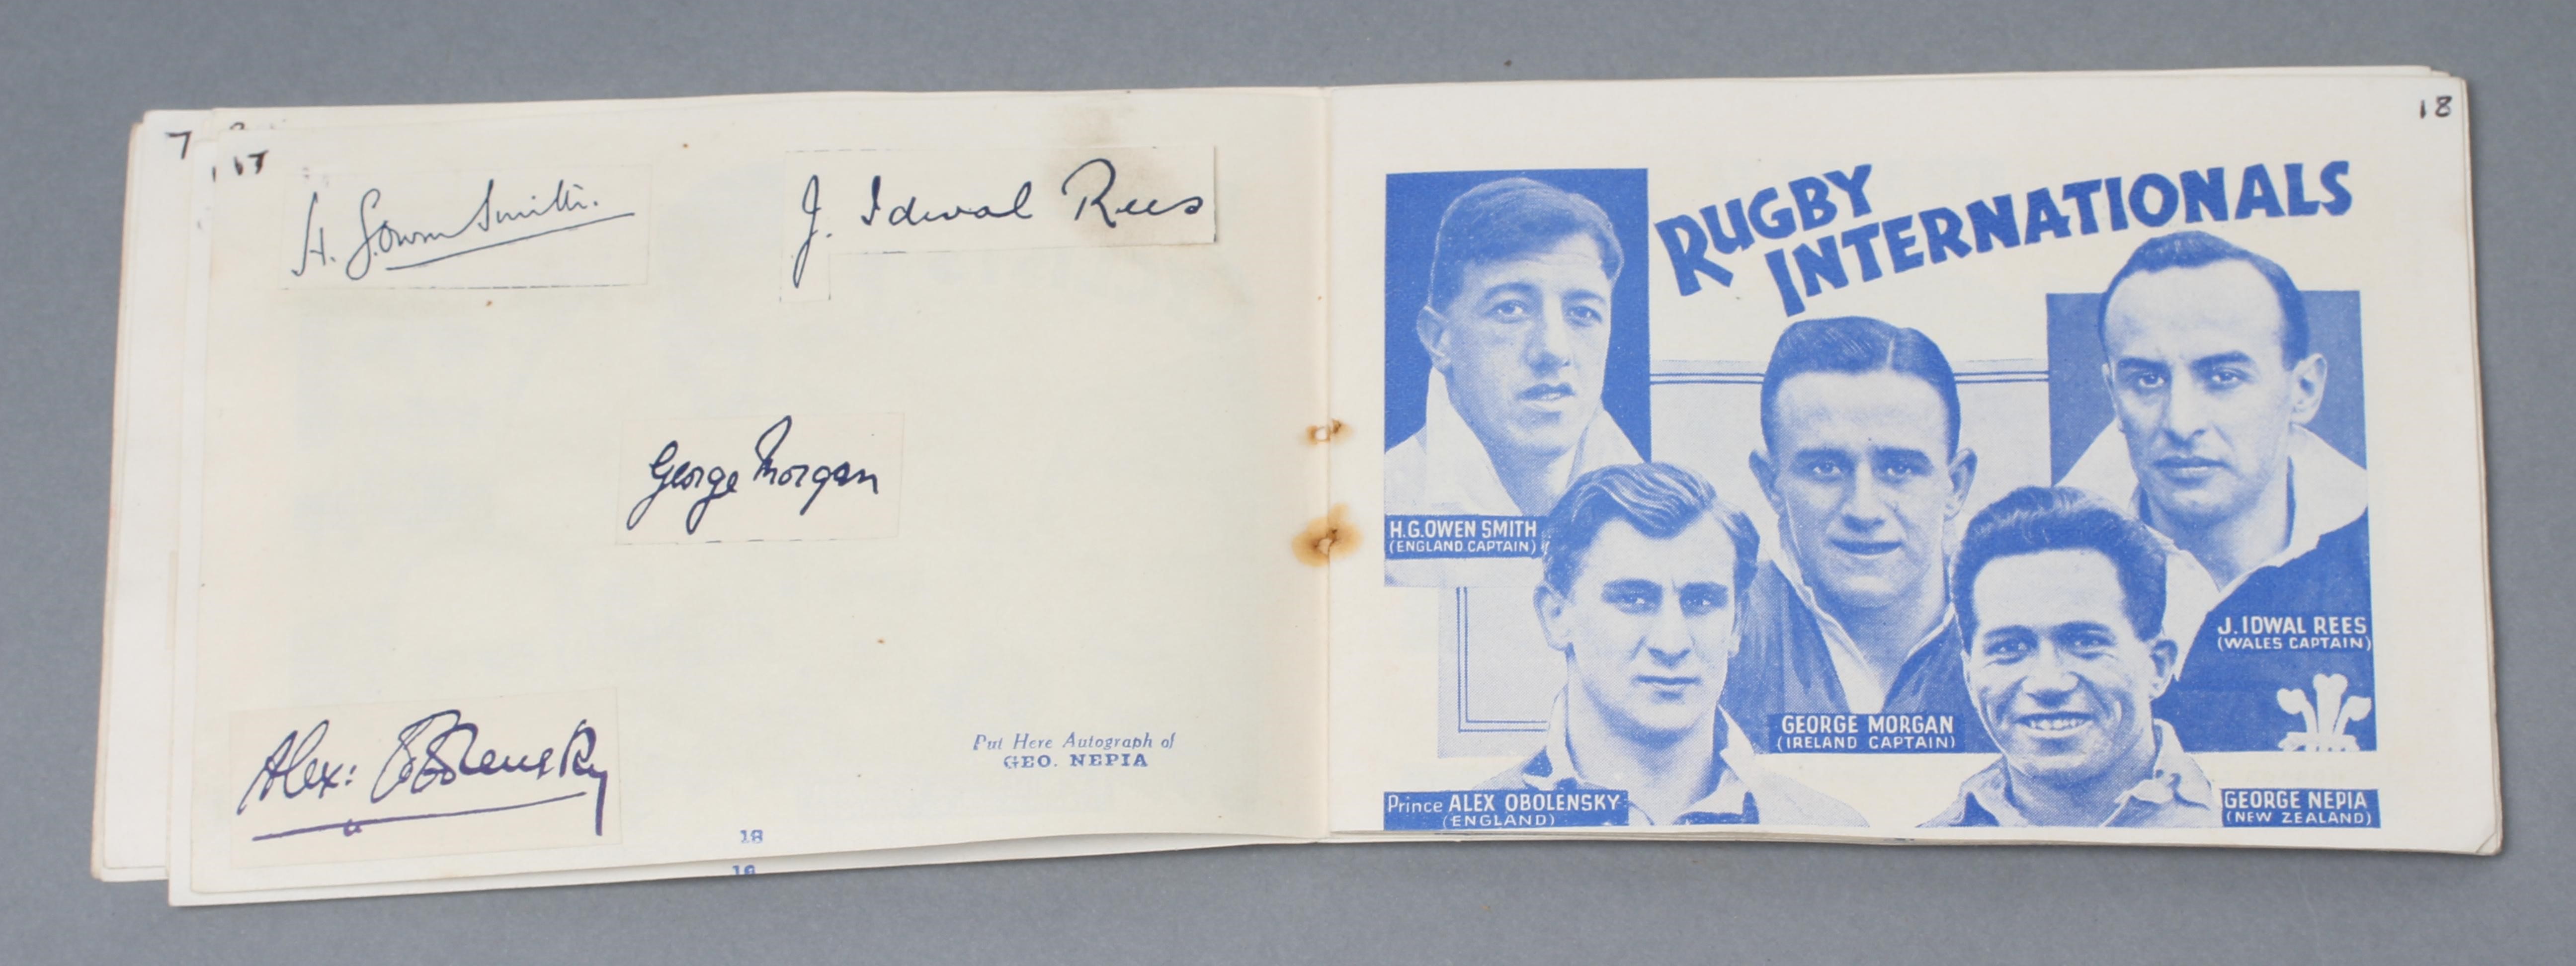 7
17
H. G. Owen Smith.
J. Idwal Rees
George Morgan
Alex: Obolensky
Put Here Autograph of
GEO. NEPIA
18
19
18
RUGBY
INTERNATIONALS
H.G. OWEN SMITH
(ENGLAND CAPTAIN)
J. IDWAL REES
(WALES CAPTAIN)
GEORGE MORGAN
(IRELAND CAPTAIN)
Prince ALEX OBOLENSKY
(ENGLAND)
GEORGE NEPIA
(NEW ZEALAND)